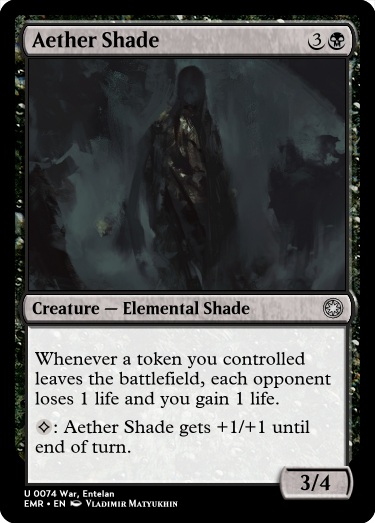 Aether Shade 3
Creature — Elemental Shade
Whenever a token you controlled
leaves the battlefield, each opponent
loses 1 life and you gain 1 life.
: Aether Shade gets +1/+1 until
end of turn.
3/4
U 0074 War, Entelan
EMR • EN Vladimir Matyukhin